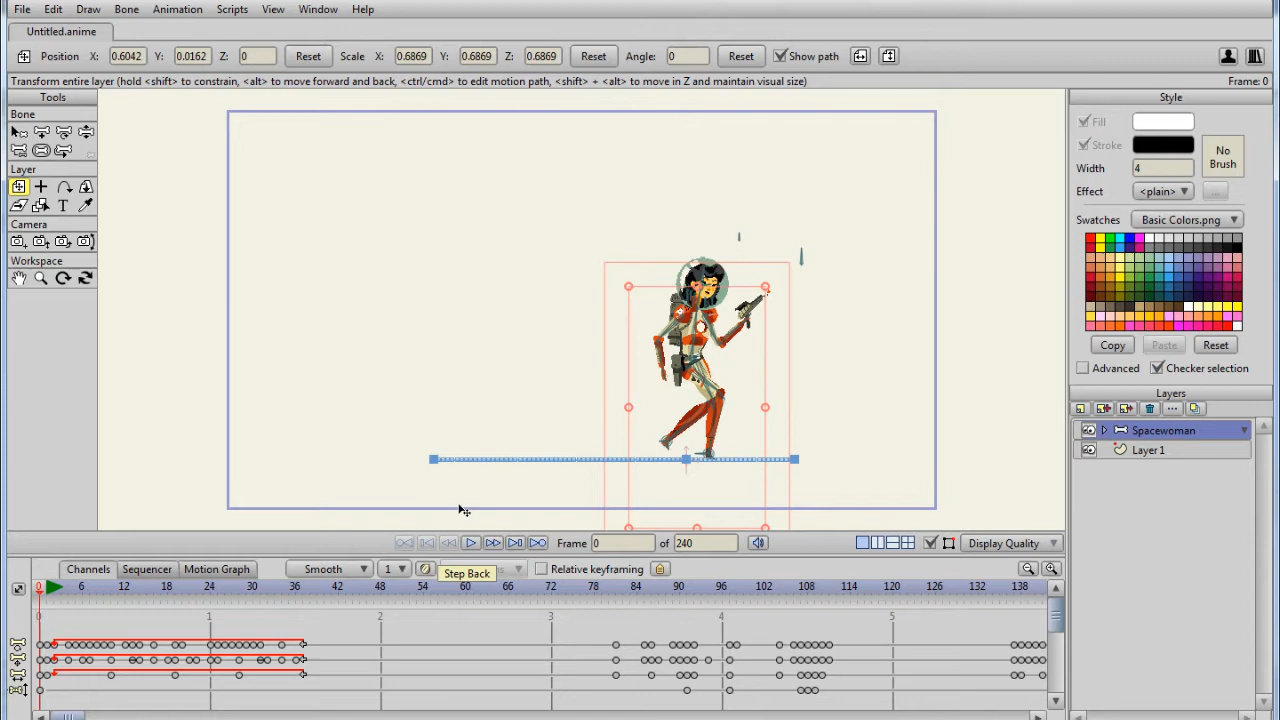 File Edit Draw Bone Animation Scripts View Window Help
Untitled.anime
Position X: 0.6042 Y: 0.0162 Z: 0 Reset Scale X: 0.6869 Y: 0.6869 Z: 0.6869 Reset Angle: 0 Reset Show path
Transform entire layer (hold <shift> to constrain, <alt> to move forward and back, <ctrl/cmd> to edit motion path, <shift> + <alt> to move in Z and maintain visual size) Frame: 0
Tools
Bone
Layer
T
Camera
Workspace
Style
Fill
Stroke
No Brush
Width 4
Effect <plain> ...
Swatches Basic Colors.png
Copy Paste Reset
Advanced Checker selection
Layers
Spacewoman
Layer 1
Frame 0 of 240 Display Quality
Channels Sequencer Motion Graph Smooth 1 Relative keyframing
Step Back
0 6 12 18 24 30 36 42 48 54 60 66 72 78 84 90 96 102 108 114 120 126 132 138
0 1 2 3 4 5